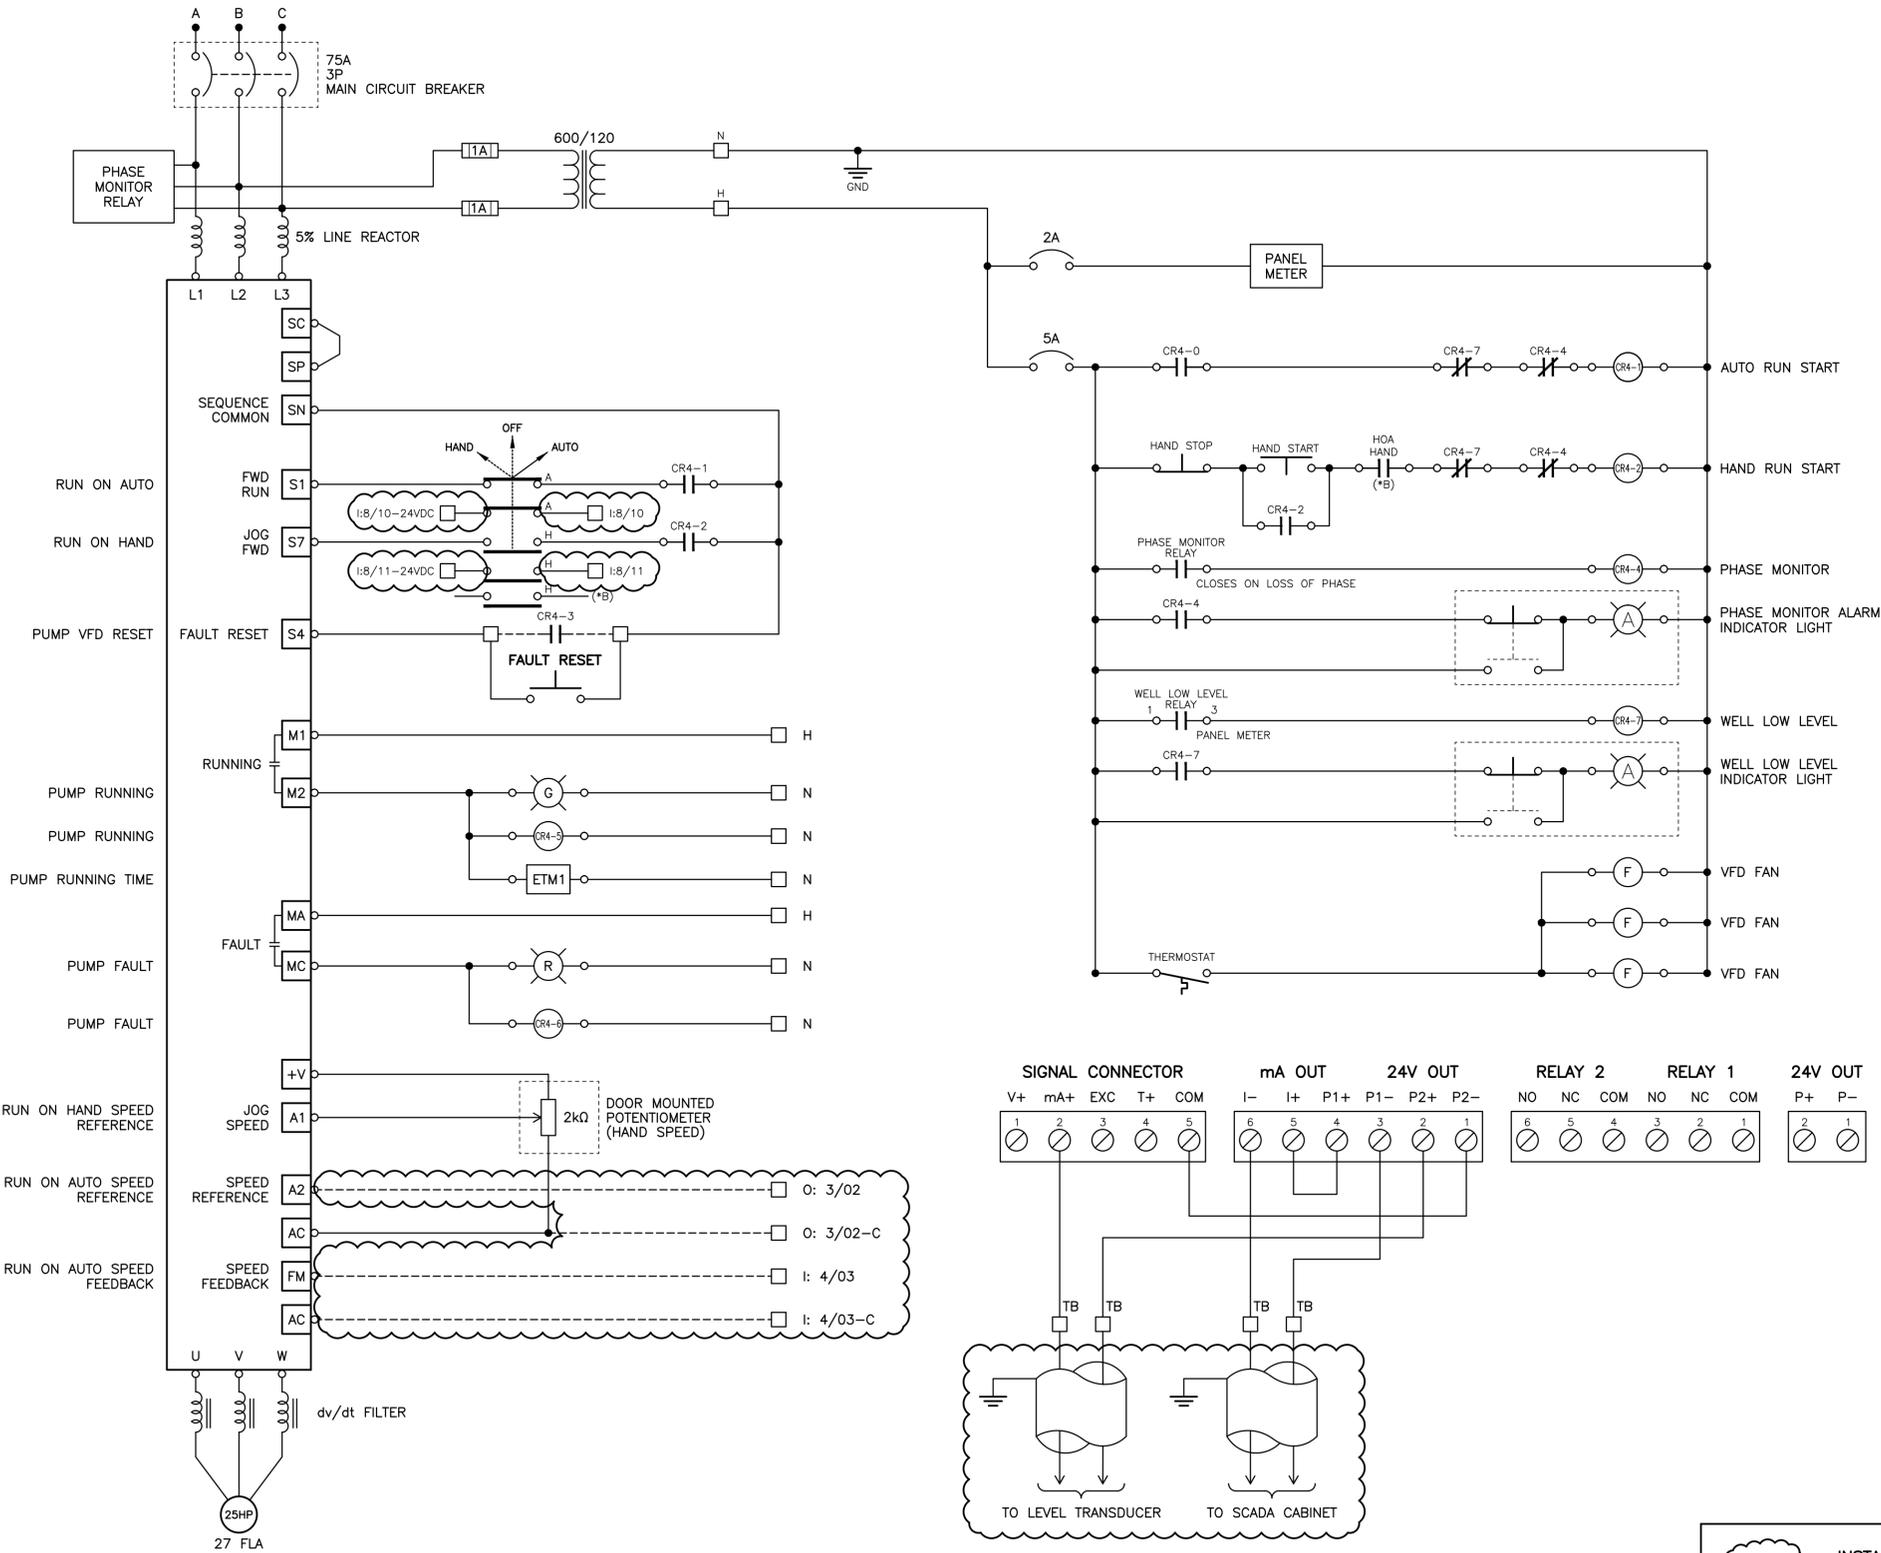 A B C
75A
3P
MAIN CIRCUIT BREAKER
PHASE
MONITOR
RELAY
1A
1A
600/120
N
H
GND
5% LINE REACTOR
L1 L2 L3
2A
PANEL
METER
5A
CR4-0 CR4-7 CR4-4 CR4-1 AUTO RUN START
SC
SP
SEQUENCE
COMMON
SN
OFF
HAND AUTO
RUN ON AUTO
FWD
RUN
S1
A
CR4-1
I:8/10-24VDC
A
I:8/10
RUN ON HAND
JOG
FWD
S7
H
CR4-2
I:8/11-24VDC
H
I:8/11
H
(*B)
CR4-3
PUMP VFD RESET
FAULT RESET
S4
FAULT RESET
HAND STOP
HAND START
HOA
HAND
(*B)
CR4-7
CR4-4
CR4-2
HAND RUN START
CR4-2
PHASE MONITOR
RELAY
CLOSES ON LOSS OF PHASE
CR4-4
PHASE MONITOR
CR4-4
A
PHASE MONITOR ALARM
INDICATOR LIGHT
WELL LOW LEVEL
RELAY
1 3
PANEL METER
CR4-7
WELL LOW LEVEL
CR4-7
A
WELL LOW LEVEL
INDICATOR LIGHT
M1 H
RUNNING
PUMP RUNNING M2 G N
PUMP RUNNING CR4-5 N
PUMP RUNNING TIME ETM1 N
MA H
FAULT
PUMP FAULT MC R N
PUMP FAULT CR4-6 N
F VFD FAN
F VFD FAN
THERMOSTAT
F VFD FAN
+V
RUN ON HAND SPEED
REFERENCE
JOG
SPEED
A1
2kΩ
DOOR MOUNTED
POTENTIOMETER
(HAND SPEED)
RUN ON AUTO SPEED
REFERENCE
SPEED
REFERENCE
A2
O: 3/02
AC
O: 3/02-C
RUN ON AUTO SPEED
FEEDBACK
SPEED
FEEDBACK
FM
I: 4/03
AC
I: 4/03-C
U V W
dv/dt FILTER
25HP
27 FLA
SIGNAL CONNECTOR mA OUT 24V OUT RELAY 2 RELAY 1 24V OUT
V+ mA+ EXC T+ COM I- I+ P1+ P1- P2+ P2- NO NC COM NO NC COM P+ P-
1 2 3 4 5 6 5 4 3 2 1 6 5 4 3 2 1 2 1
TB TB TB TB
TO LEVEL TRANSDUCER TO SCADA CABINET